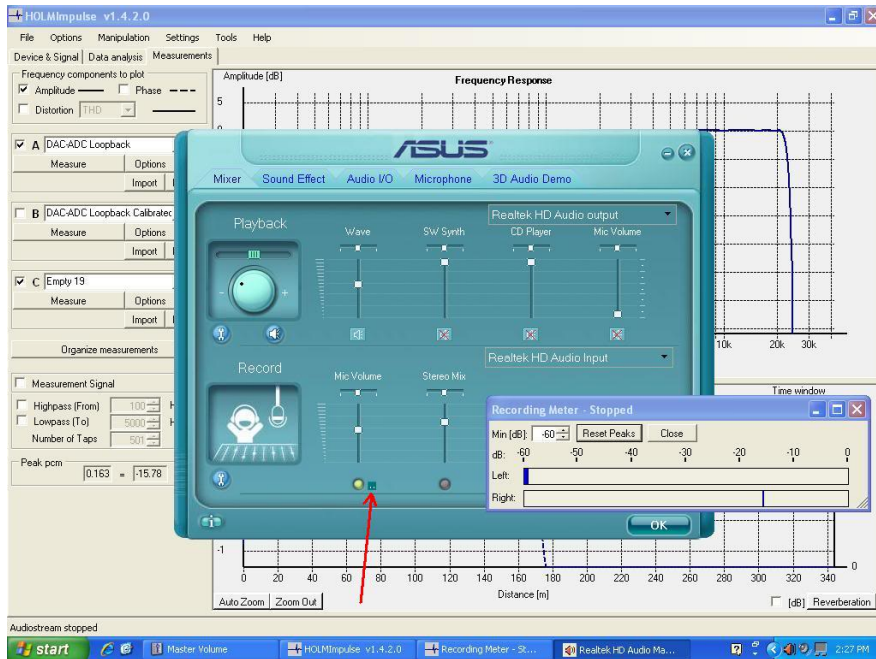 HOLMImpulse v1.4.2.0
File Options Manipulation Settings Tools Help
Device & Signal Data analysis Measurements
Frequency components to plot
Amplitude Phase
Distortion THD
A DAC-ADC Loopback
Measure Options
Import
B DAC-ADC Loopback Calibrated
Measure Options
Import
C Empty 19
Measure Options
Import
Organize measurements
Measurement Signal
Highpass (From) 100 H
Lowpass (To) 5000 H
Number of Taps 501
Peak pcm
0.163 = -15.78
Amplitude [dB]
Frequency Response
5
10k 20k 30k
ASUS
Mixer Sound Effect Audio I/O Microphone 3D Audio Demo
Playback
Realtek HD Audio output
Wave SW Synth CD Player Mic Volume
- +
Record
Realtek HD Audio Input
Mic Volume Stereo Mix
OK
Time window
Recording Meter - Stopped
Min [dB]: -60 Reset Peaks Close
dB: -60 -50 -40 -30 -20 -10 0
Left:
Right:
-1
0
0 20 40 60 80 100 120 140 160 180 200 220 240 260 280 300 320 340
Distance [m]
Auto Zoom Zoom Out
[dB] Reverberation
Audiostream stopped
start Master Volume HOLMImpulse v1.4.2.0 Recording Meter - St... Realtek HD Audio Ma... 2:27 PM